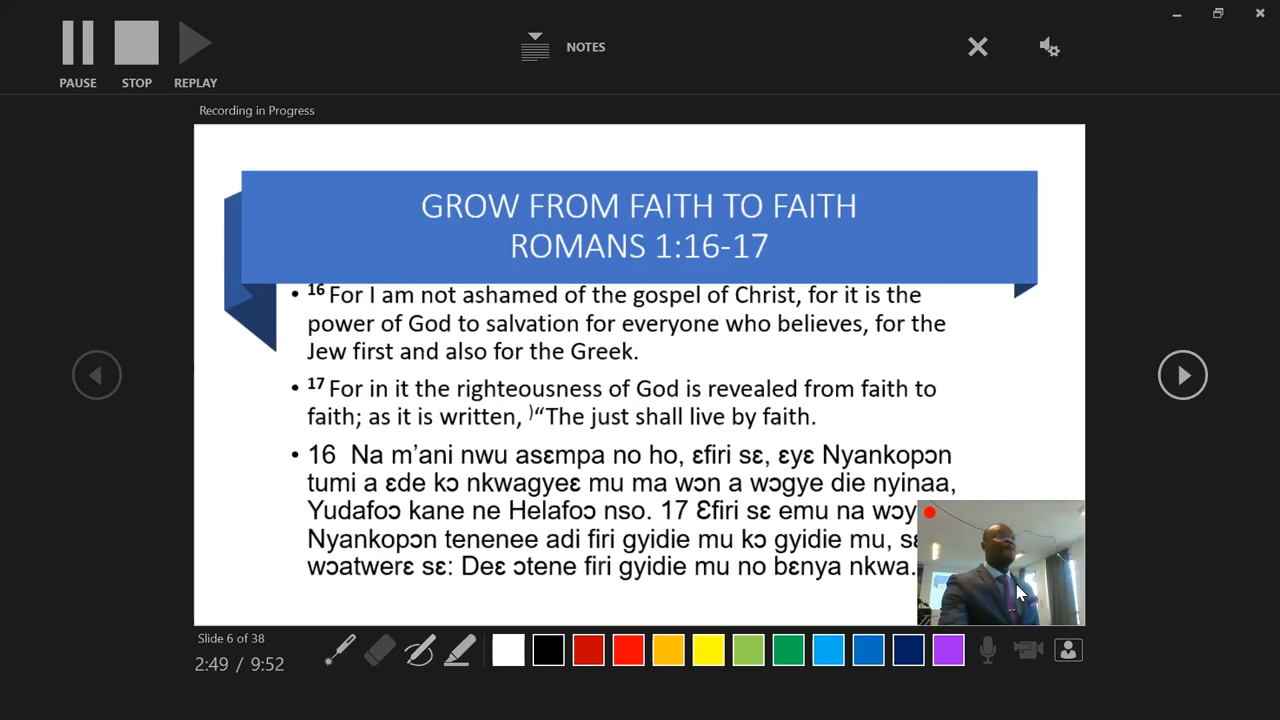 PAUSE
STOP
REPLAY
NOTES
Recording in Progress
GROW FROM FAITH TO FAITH
ROMANS 1:16-17
• 16 For I am not ashamed of the gospel of Christ, for it is the
power of God to salvation for everyone who believes, for the
Jew first and also for the Greek.
• 17 For in it the righteousness of God is revealed from faith to
faith; as it is written, )“The just shall live by faith.
• 16 Na m’ani nwu asɛmpa no ho, ɛfiri sɛ, ɛyɛ Nyankopɔn
tumi a ɛde kɔ nkwagyeɛ mu ma wɔn a wɔgye die nyinaa,
Yudafoɔ kane ne Helafoɔ nso. 17 Ɛfiri sɛ emu na
Nyankopɔn tenenee adi firi gyidie mu kɔ gyidie mu,
wɔatwerɛ sɛ: Deɛ ɔtene firi gyidie mu no bɛnya nkwa.
Slide 6 of 38
2:49 / 9:52